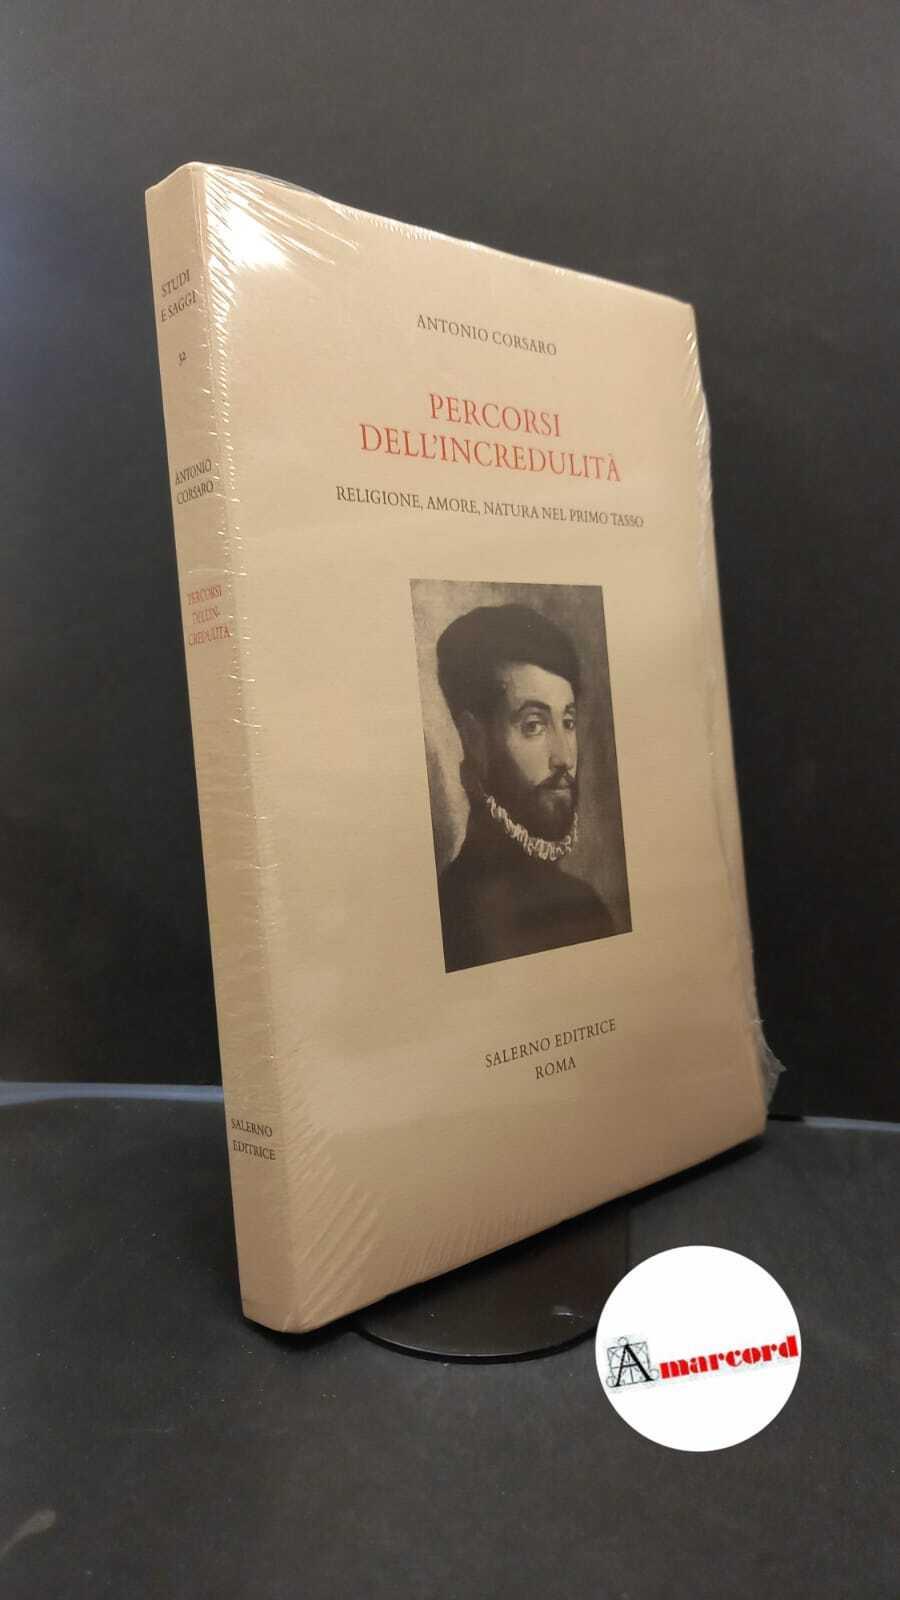 STUDI
E SAGGI
32
ANTONIO
CORSARO
PERCORSI
DELL'IN-
CREDULITÀ
SALERNO
EDITRICE
ANTONIO CORSARO
PERCORSI
DELL'INCREDULITÀ
RELIGIONE, AMORE, NATURA NEL PRIMO TASSO
SALERNO EDITRICE
ROMA
Amarcord